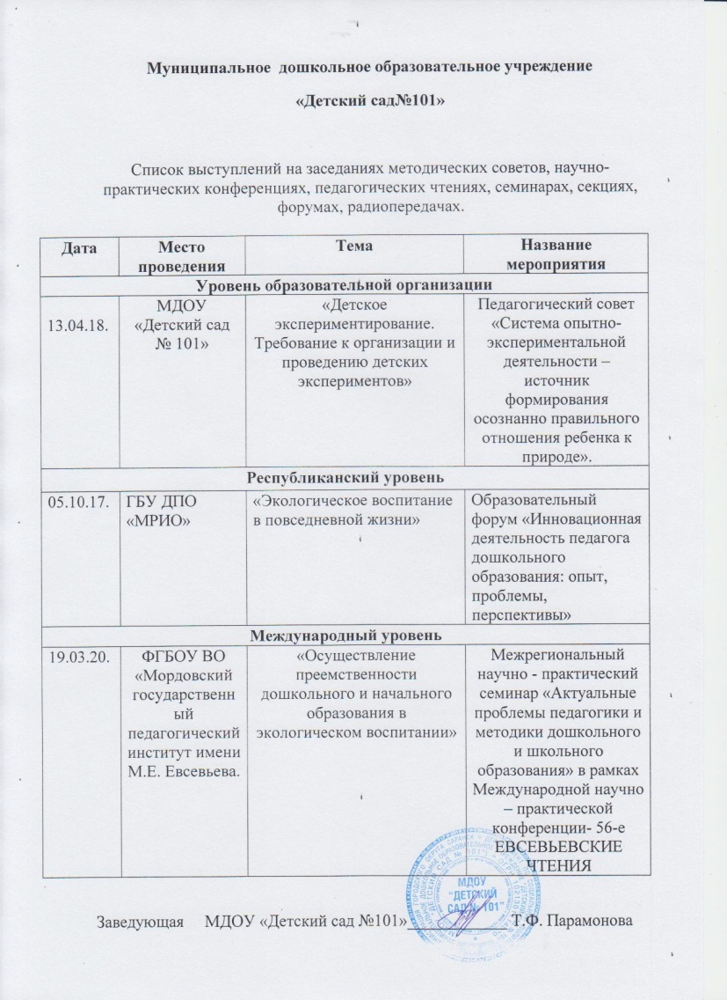 Муниципальное дошкольное образовательное учреждение
«Детский сад№101»
Список выступлений на заседаниях методических советов, научно-
практических конференциях, педагогических чтениях, семинарах, секциях,
форумах, радиопередачах.
Дата
Место
проведения
Тема
Название
мероприятия
Уровень образовательной организации
13.04.18.
МДОУ
«Детский сад
№ 101»
«Детское
экспериментирование.
Требование к организации и
проведению детских
экспериментов»
Педагогический совет
«Система опытно-
экспериментальной
деятельности –
источник
формирования
осознанно правильного
отношения ребенка к
природе».
Республиканский уровень
05.10.17.
ГБУ ДПО
«МРИО»
«Экологическое воспитание
в повседневной жизни»
Образовательный
форум «Инновационная
деятельность педагога
дошкольного
образования: опыт,
проблемы,
перспективы»
Международный уровень
19.03.20.
ФГБОУ ВО
«Мордовский
государственн
ый
педагогический
институт имени
М.Е. Евсевьева.
«Осуществление
преемственности
дошкольного и начального
образования в
экологическом воспитании»
Межрегиональный
научно - практический
семинар «Актуальные
проблемы педагогики и
методики дошкольного
и школьного
образования» в рамках
Международной научно
– практической
конференции- 56-е
ЕВСЕВЬЕВСКИЕ
ЧТЕНИЯ
МДОУ
"ДЕТСКИЙ
САД № 101"
Заведующая МДОУ «Детский сад №101»____________ Т.Ф. Парамонова